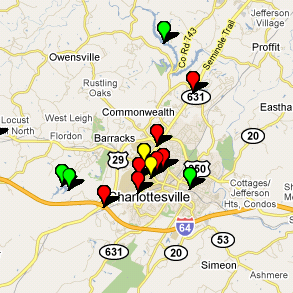 Jefferson
Village
Co Rd 743
Seminole Trail
Proffit
Owensville
Rustling
Oaks
631
Eastha
Commonwealth
Locust
n North
West Leigh
Flordon
Barracks
20
29
250
Charlottesville
Cottages/
Jefferson
Hts, Condos
Sh
M
64
53
631
20
Simeon
Ashmere